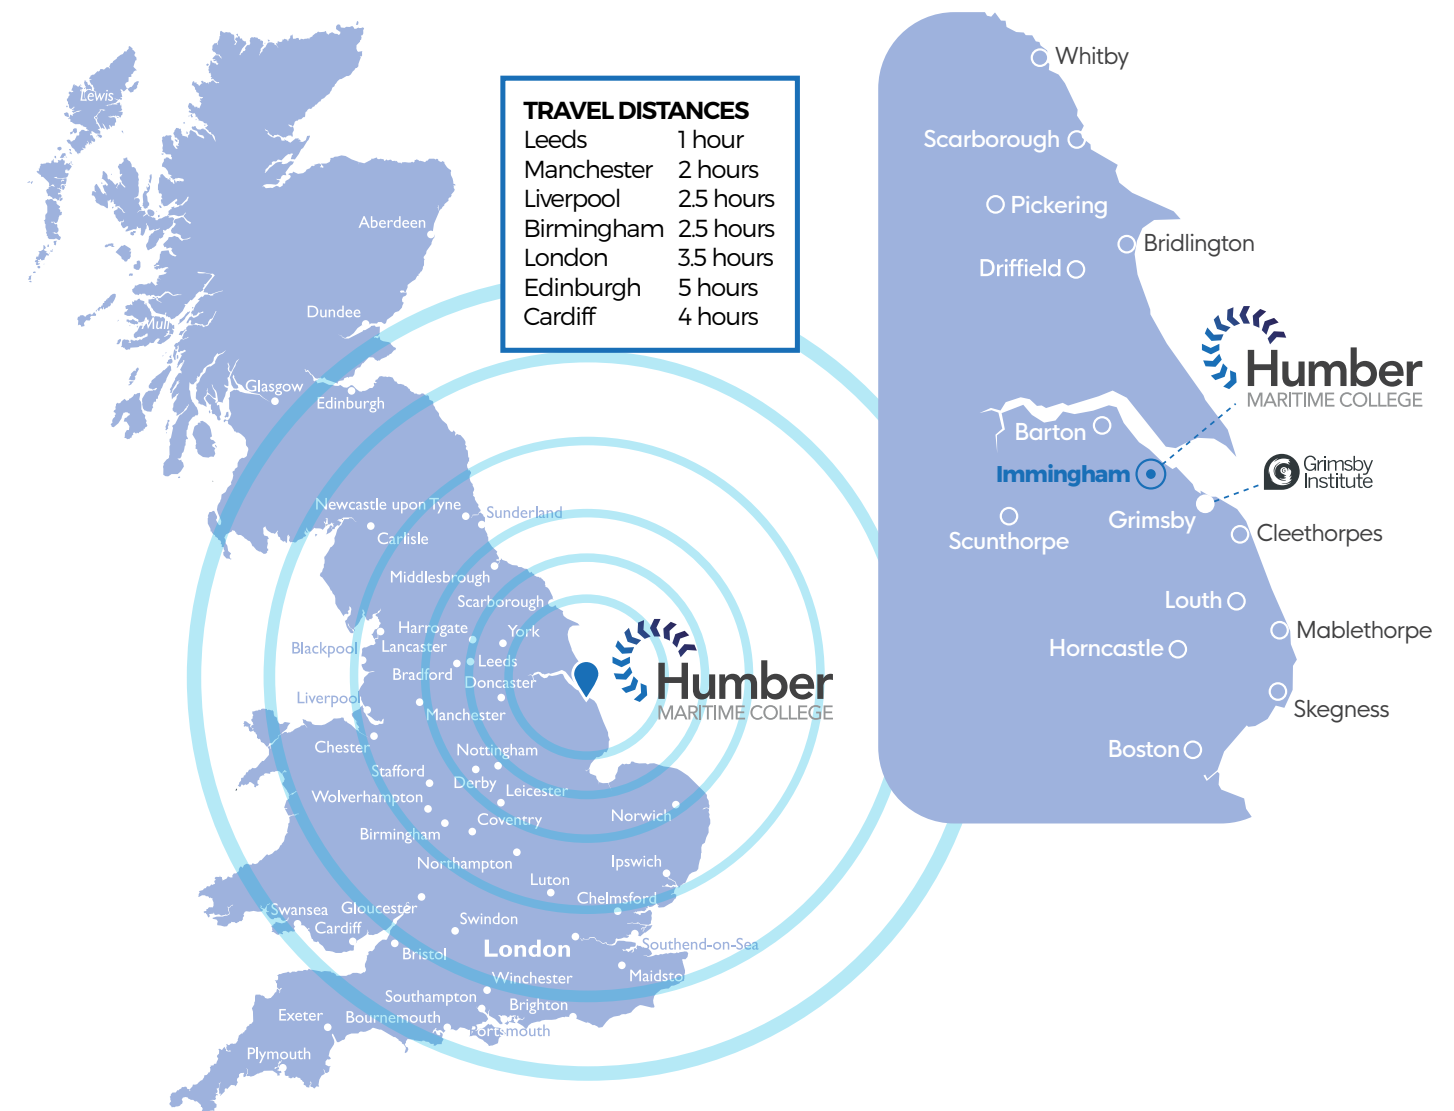 Lewis
Mull
Aberdeen
Dundee
Glasgow
Edinburgh
TRAVEL DISTANCES
Leeds 1 hour
Manchester 2 hours
Liverpool 2.5 hours
Birmingham 2.5 hours
London 3.5 hours
Edinburgh 5 hours
Cardiff 4 hours
Newcastle upon Tyne
Sunderland
Carlisle
Middlesbrough
Scarborough
Harrogate
York
Lancaster
Blackpool
Leeds
Bradford
Doncaster
Liverpool
Manchester
Chester
Nottingham
Stafford
Derby
Leicester
Wolverhampton
Norwich
Coventry
Birmingham
Northampton
Ipswich
Luton
Chelmsford
Swansea
Gloucester
Cardiff
Swindon
London
Southend-on-Sea
Bristol
Winchester
Maidsto
Southampton
Brighton
Exeter
Bournemouth
Portsmouth
Plymouth
Humber
MARITIME COLLEGE
Whitby
Scarborough
Pickering
Bridlington
Driffield
Humber
MARITIME COLLEGE
Barton
Immingham
Grimsby
Institute
Grimsby
Scunthorpe
Cleethorpes
Louth
Mablethorpe
Horncastle
Skegness
Boston